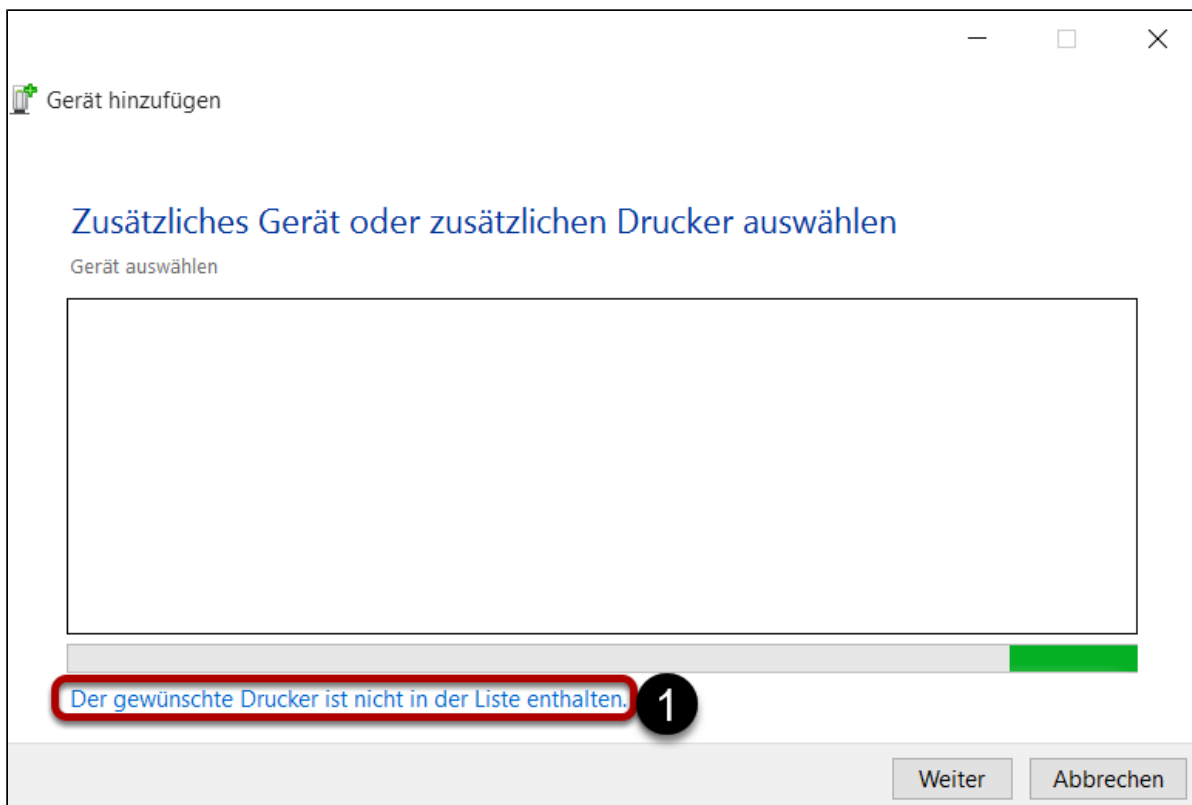 Gerät hinzufügen
Zusätzliches Gerät oder zusätzlichen Drucker auswählen
Gerät auswählen
Der gewünschte Drucker ist nicht in der Liste enthalten.
1
Weiter
Abbrechen